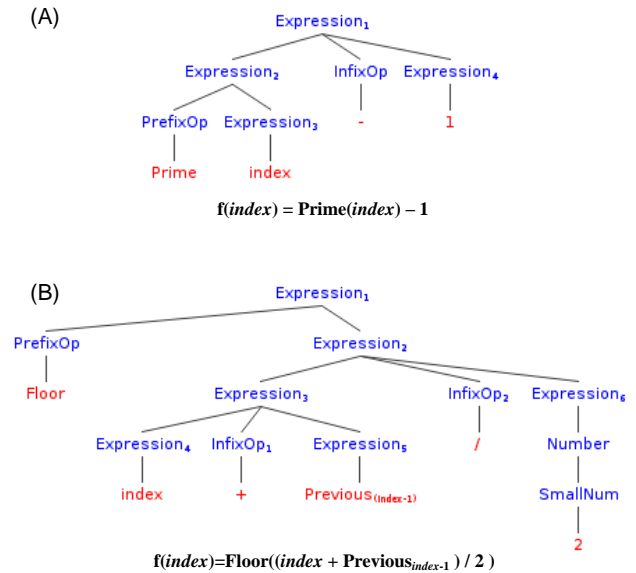 (A)
Expression₁
Expression₂ InfixOp Expression₄
PrefixOp Expression₃ - 1
Prime index
f(index) = Prime(index) – 1
(B)
Expression₁
PrefixOp Expression₂
Floor Expression₃ InfixOp₂ Expression₆
Expression₄ InfixOp₁ Expression₅ / Number
index + Previous₍index-1₎ SmallNum
2
f(index)=Floor((index + Previousindex-1 ) / 2 )